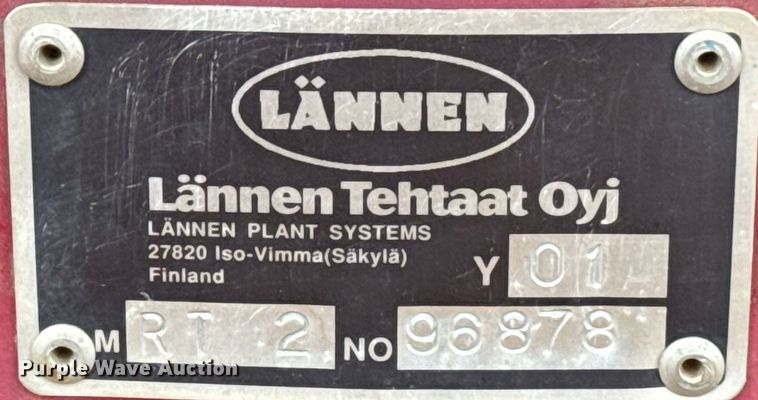 LÄNNEN
Lännen Tehtaat Oyj
LÄNNEN PLANT SYSTEMS
27820 Iso-Vimma(Säkylä)
Finland
Y 01
M RT 2 NO 96878
Purple Wave Auction